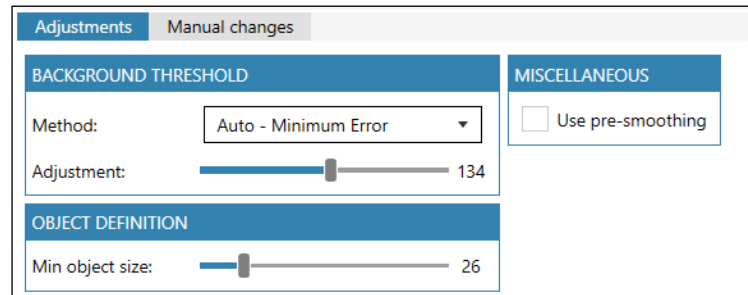 Adjustments Manual changes
BACKGROUND THRESHOLD
Method: Auto - Minimum Error
Adjustment: 134
OBJECT DEFINITION
Min object size: 26
MISCELLANEOUS
Use pre-smoothing